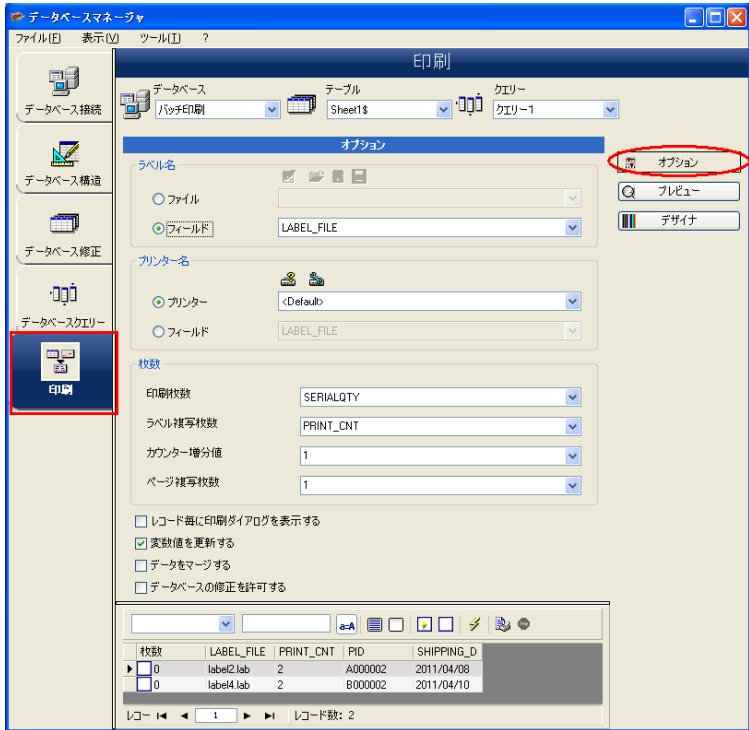 データベースマネージャ
ファイル(F) 表示(V) ツール(T) ?
データベース接続
データベース構造
データベース修正
データベースクエリー
印刷
印刷
データベース テーブル クエリー
バッチ印刷 Sheet1$ クエリー1
オプション
ラベル名
ファイル
フィールド LABEL_FILE
プリンター名
プリンター <Default>
フィールド LABEL_FILE
枚数
印刷枚数 SERIALQTY
ラベル複写枚数 PRINT_CNT
カウンター増分値 1
ページ複写枚数 1
レコード毎に印刷ダイアログを表示する
変数値を更新する
データをマージする
データベースの修正を許可する
オプション
プレビュー
デザイナ
a=A
枚数 LABEL_FILE PRINT_CNT PID SHIPPING_D
0 label2.lab 2 A000002 2011/04/08
0 label4.lab 2 B000002 2011/04/10
レコー 1 レコード数: 2